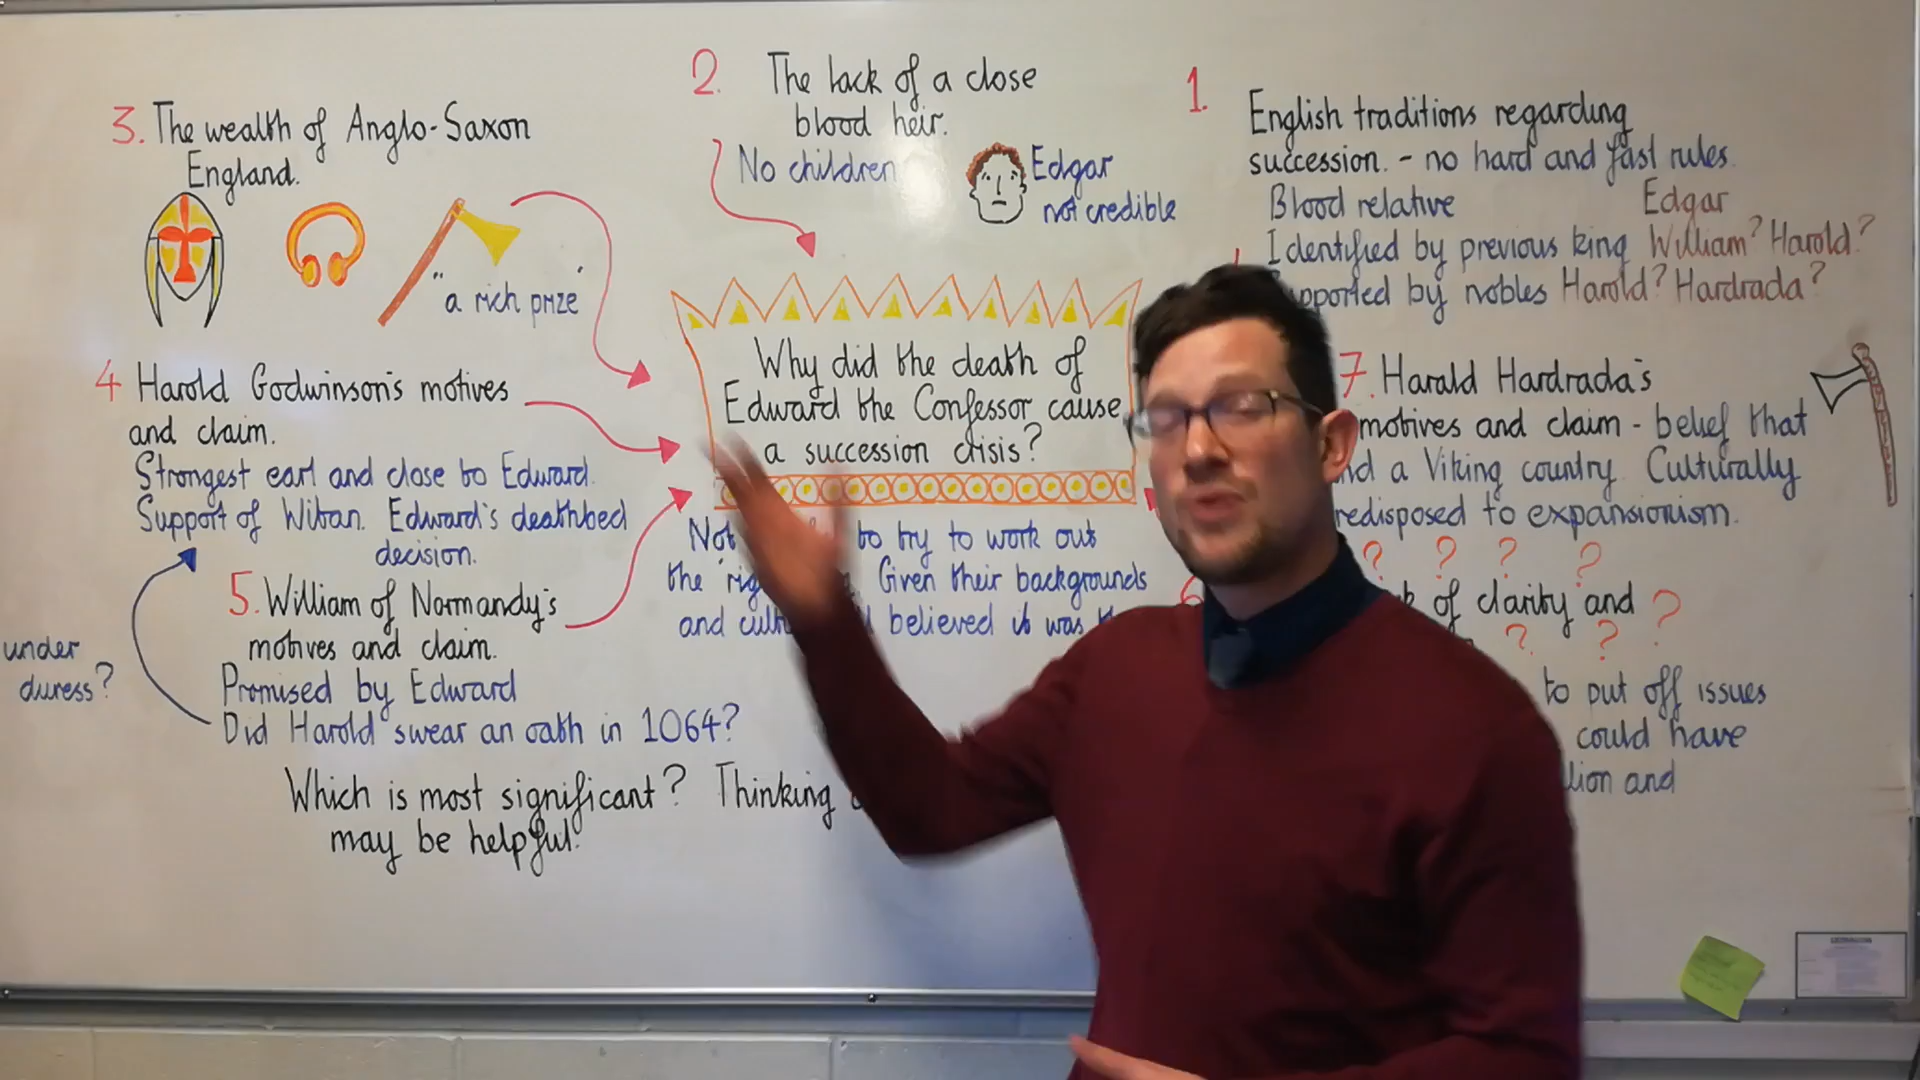 3. The wealth of Anglo-Saxon
England.
"a rich prize"
2. The lack of a close
blood heir.
No children
Edgar
not credible
1. English traditions regarding
succession. - no hard and fast rules.
Blood relative Edgar
Identified by previous king William? Harold?
by nobles Harold? Hardrada?
Why did the death of
Edward the Confessor cause
a succession crisis?
4 Harold Godwinson's motives
and claim.
Strongest earl and close to Edward.
Support of Witan. Edward's deathbed
decision.
5. William of Normandy's
motives and claim.
Promised by Edward
Did Harold swear an oath in 1064?
under
duress?
Not to try to work out
the Given their backgrounds
and believed it was
7. Harald Hardrada's
motives and claim - belief that
a Viking country. Culturally
to expansionism.
? ? ? ?
of clarity and ?
? ?
to put off issues
could have
and
Which is most significant? Thinking
may be helpful.